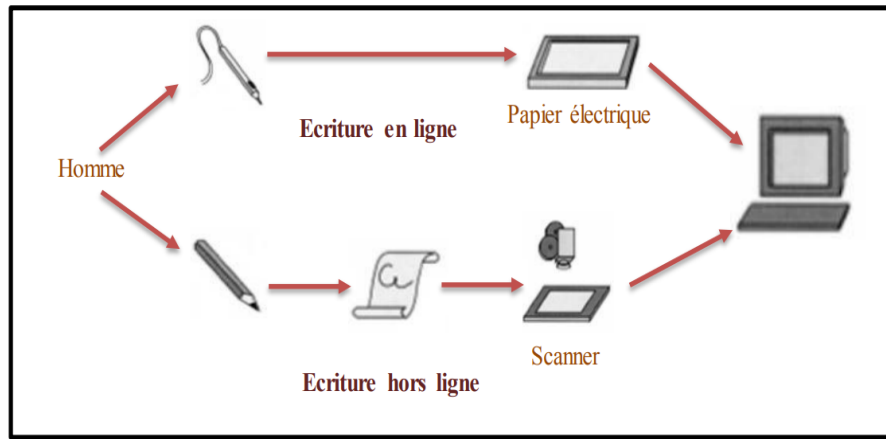 Ecriture en ligne
Papier électrique
Homme
Scanner
Ecriture hors ligne